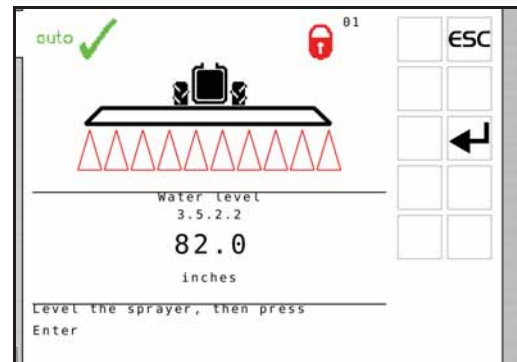 auto
01
ESC
Water level
3.5.2.2
82.0
inches
Level the sprayer, then press
Enter